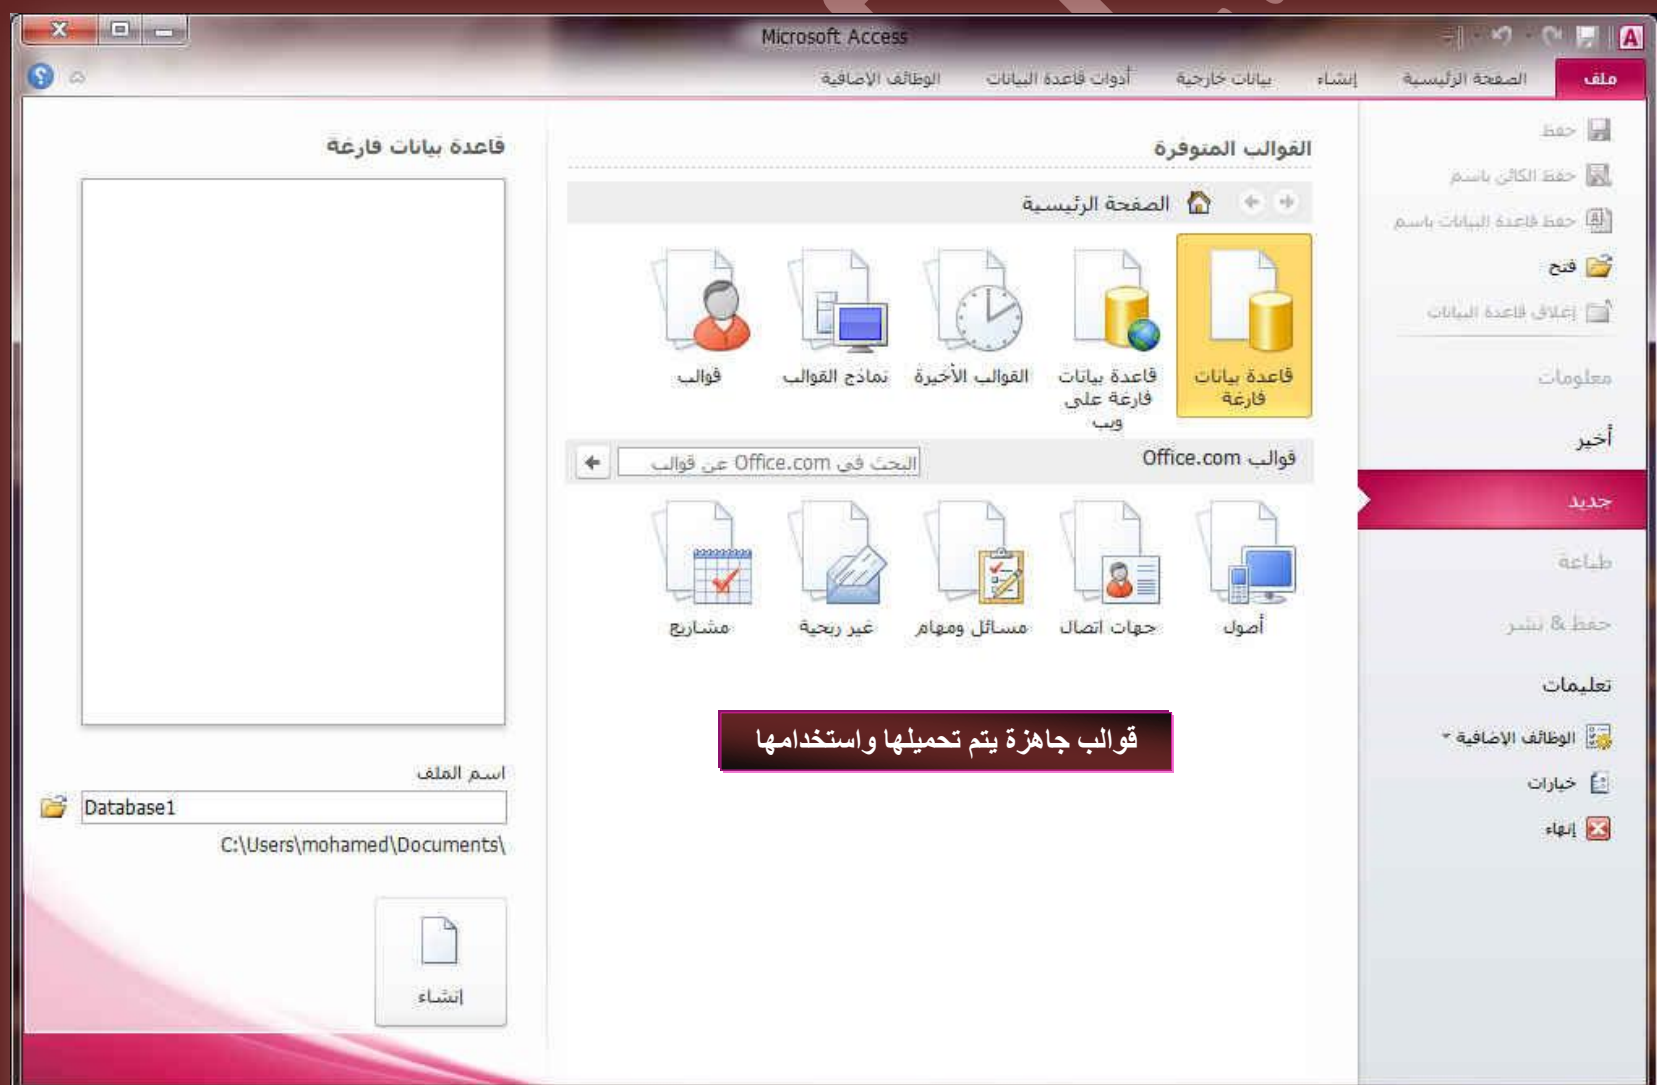 Microsoft Access
ملف
الصفحة الرئيسية
إنشاء
بيانات خارجية
أدوات قاعدة البيانات
الوظائف الإضافية
حفظ
حفظ الكائن باسم
حفظ قاعدة البيانات باسم
فتح
إغلاق قاعدة البيانات
معلومات
أخير
جديد
طباعة
حفظ & نشر
تعليمات
الوظائف الإضافية
خيارات
إنهاء
القوالب المتوفرة
الصفحة الرئيسية
قاعدة بيانات
فارغة
قاعدة بيانات
فارغة على
ويب
القوالب الأخيرة
نماذج القوالب
قوالب
قوالب Office.com
البحث في Office.com عن قوالب
أصول
جهات اتصال
مسائل ومهام
غير ربحية
مشاريع
قوالب جاهزة يتم تحميلها واستخدامها
قاعدة بيانات فارغة
اسم الملف
Database1
C:\Users\mohamed\Documents\
إنشاء